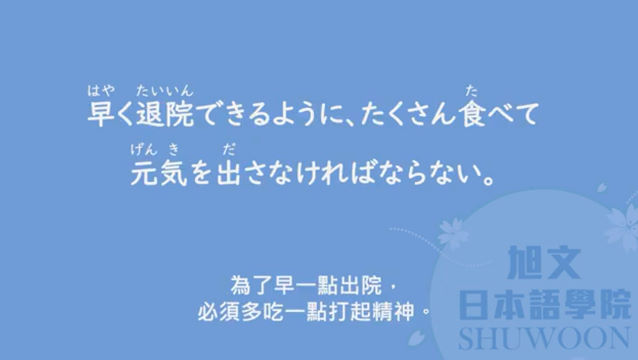 はや たいいん た
早く退院できるように、たくさん食べて
げん き だ
元気を出さなければならない。
為了早一點出院，
必須多吃一點打起精神。
旭文
日本語學院
SHUWOON